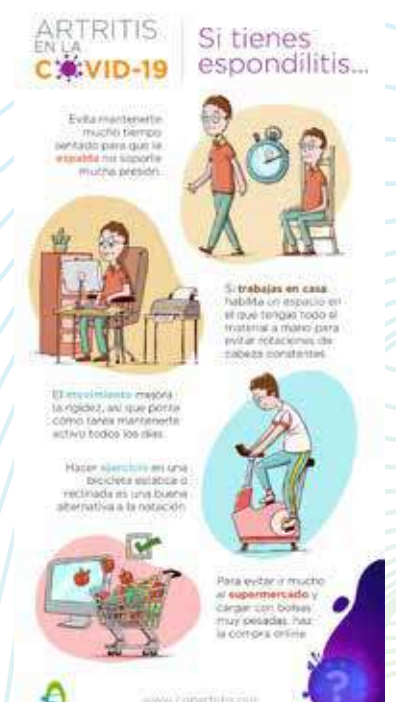 ARTRITIS
EN LA
COVID-19
Si tienes
espondilitis...
Evita mantenerte
mucho tiempo
sentado para que la
espalda no soporte
mucha presión.
Si trabajas en casa
habilita un espacio en
el que tengas todo el
material a mano para
evitar rotaciones de
cabeza constantes
El movimiento mejora
la rigidez, así que ponte
cómo tarea mantenerte
activo todos los días.
Hacer ejercicio en una
bicicleta estática o
reclinada es una buena
alternativa a la natación
Para evitar ir mucho
al supermercado y
cargar con bolsas
muy pesadas, haz
la compra online
?